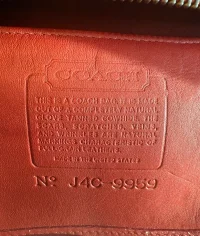 COACH
THIS IS A COACH BAG. IT IS MADE
OUT OF COMPLETELY NATURAL
GLOVE TANNED COWHIDE. THE
SCARS, SCRATCHES, VEINS
AND WRINKLES ARE NATURAL
MARKINGS CHARACTERISTIC OF
LEATHER.
MADE IN UNITED STATES
Nº J4C-9959